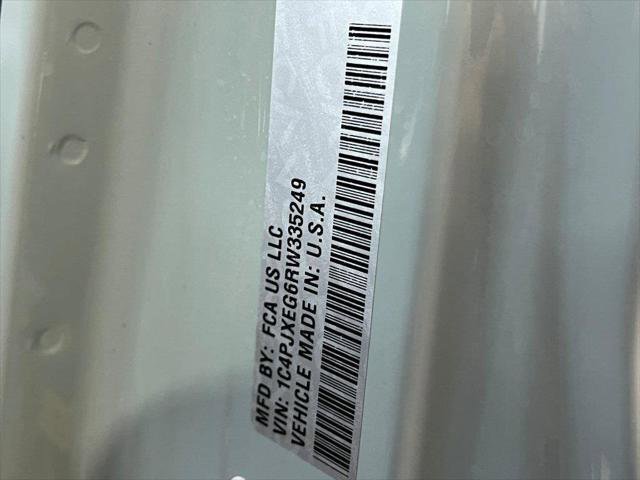 MFD BY: FCA US LLC
VIN: 1C4PJXEG6RW335249
VEHICLE MADE IN: U.S.A.